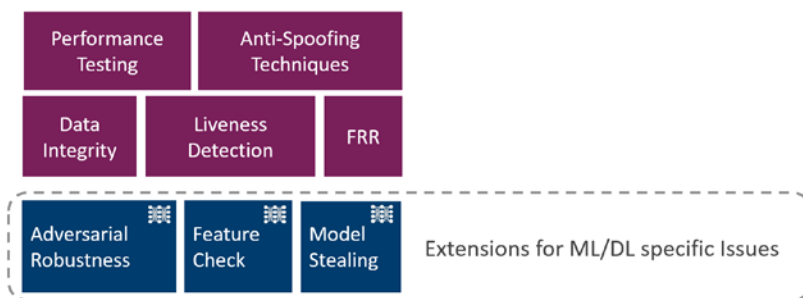 Performance
Testing
Anti-Spoofing
Techniques
Data
Integrity
Liveness
Detection
FRR
Adversarial
Robustness
Feature
Check
Model
Stealing
Extensions for ML/DL specific Issues